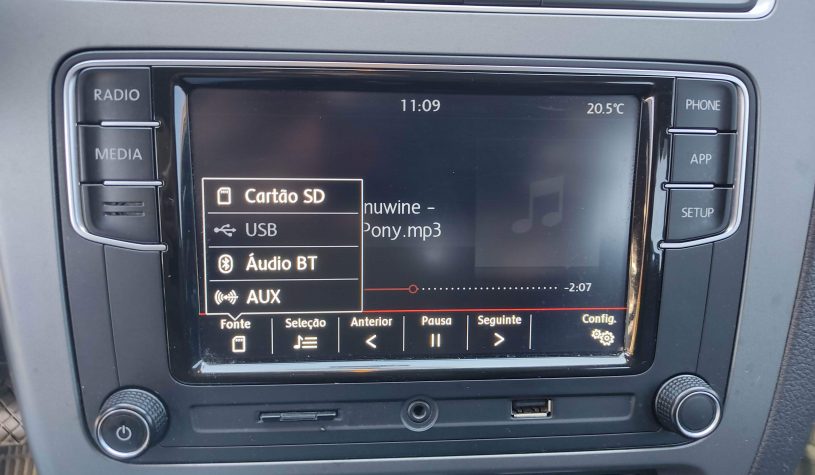 RADIO
MEDIA
PHONE
APP
SETUP
11:09
20.5°C
Cartão SD
USB
Áudio BT
AUX
nuwine -
Pony.mp3
-2:07
Fonte
Seleção
Anterior
Pausa
Seguinte
Config.